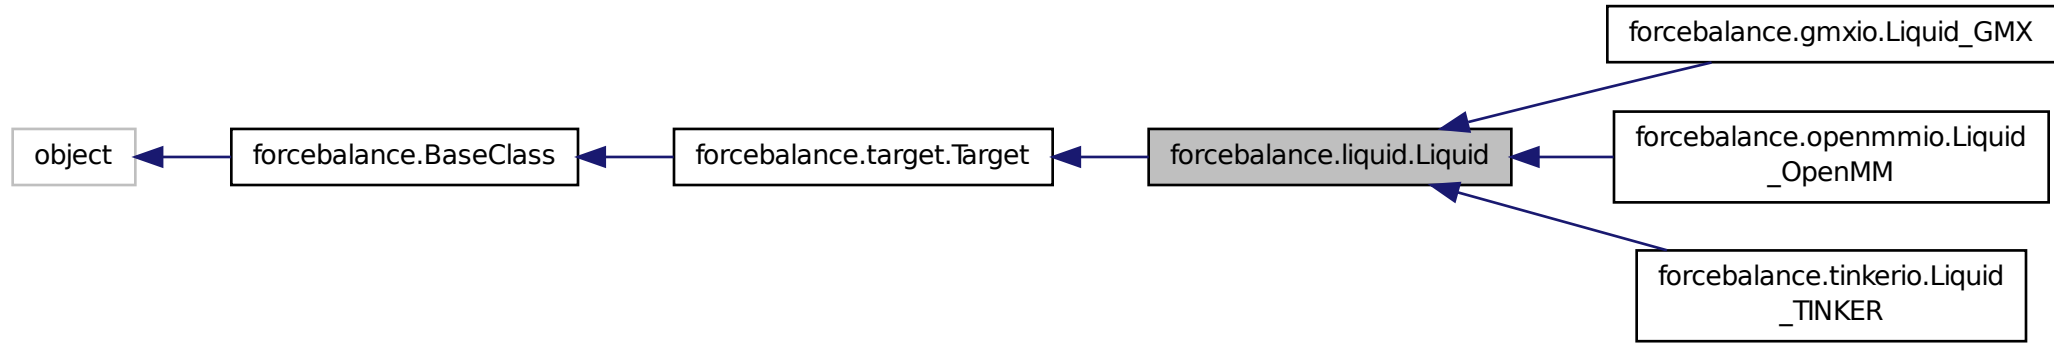 object
forcebalance.BaseClass
forcebalance.target.Target
forcebalance.liquid.Liquid
forcebalance.gmxio.Liquid_GMX
forcebalance.openmmio.Liquid
_OpenMM
forcebalance.tinkerio.Liquid
_TINKER